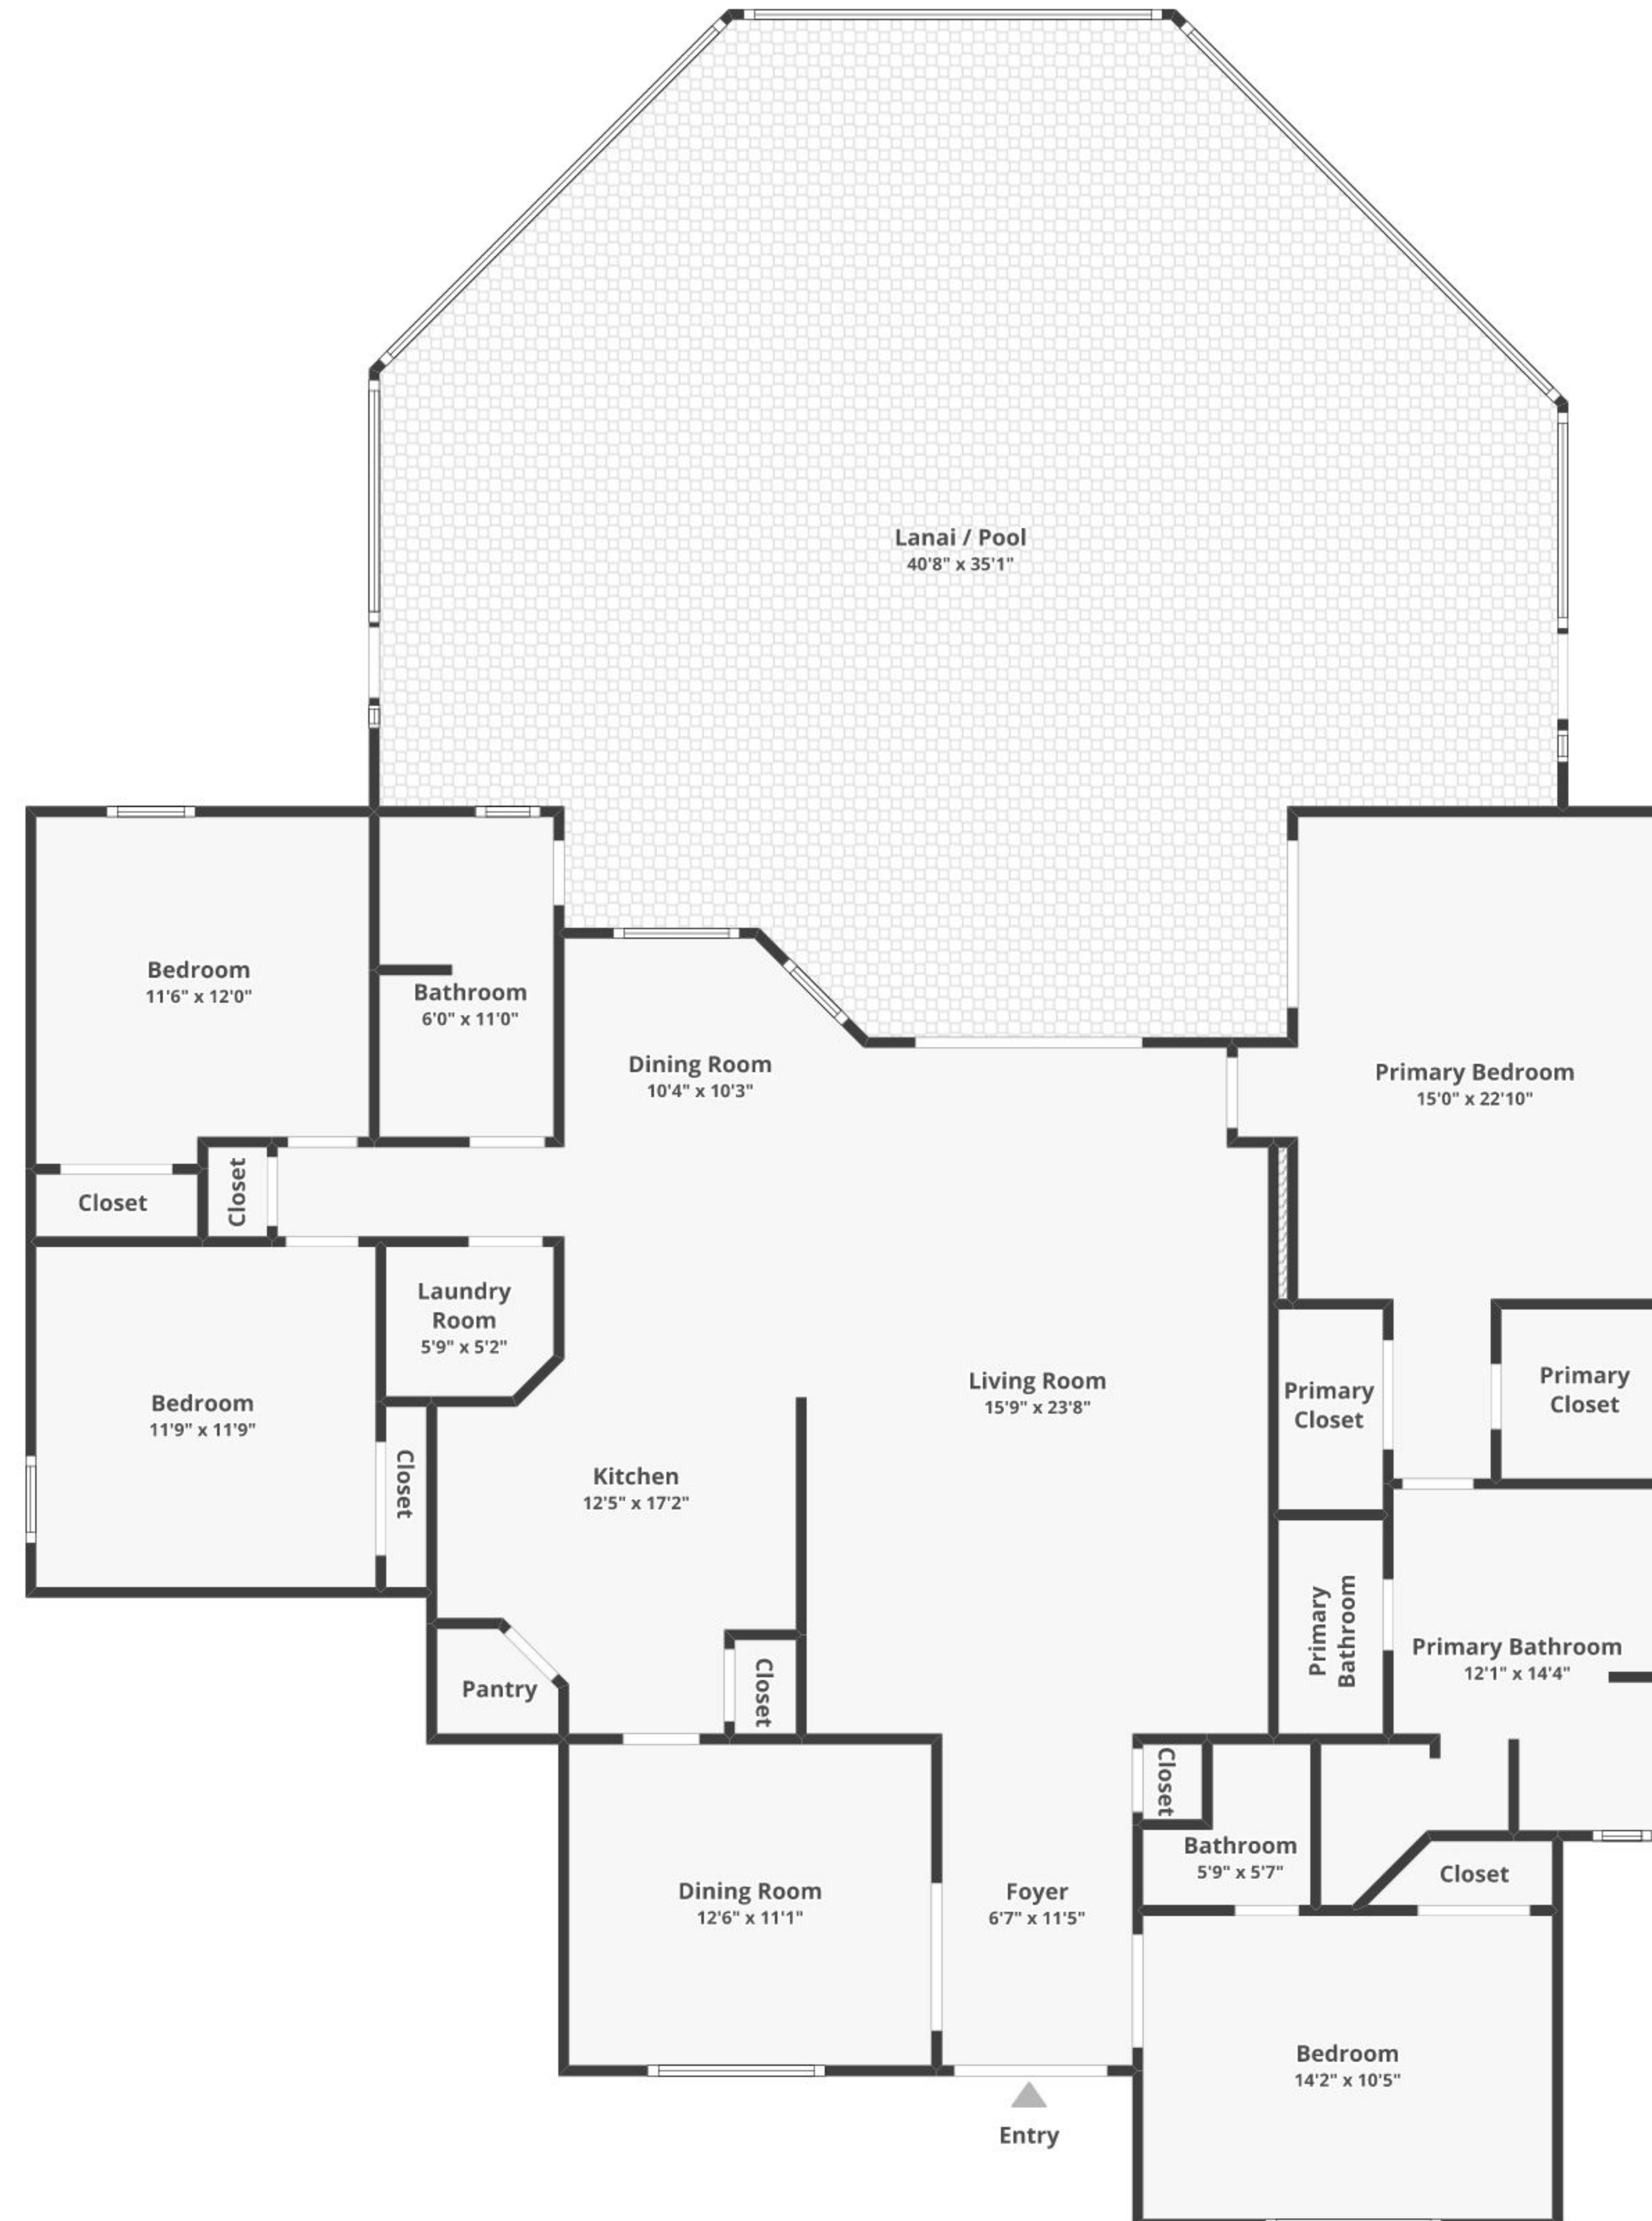 Lanai / Pool
40'8" x 35'1"
Bedroom
11'6" x 12'0"
Bathroom
6'0" x 11'0"
Dining Room
10'4" x 10'3"
Primary Bedroom
15'0" x 22'10"
Closet
Closet
Laundry
Room
5'9" x 5'2"
Bedroom
11'9" x 11'9"
Closet
Kitchen
12'5" x 17'2"
Living Room
15'9" x 23'8"
Primary
Closet
Primary
Closet
Primary
Bathroom
Primary Bathroom
12'1" x 14'4"
Pantry
Closet
Closet
Bathroom
5'9" x 5'7"
Closet
Dining Room
12'6" x 11'1"
Foyer
6'7" x 11'5"
Bedroom
14'2" x 10'5"
Entry